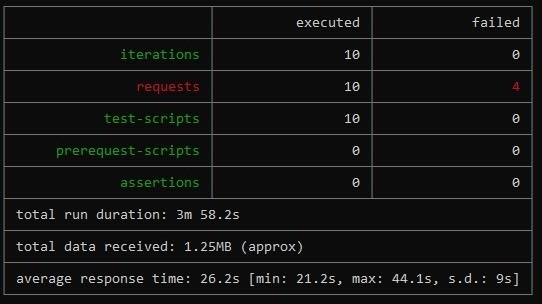 executed failed
iterations 10 0
requests 10 4
test-scripts 10 0
prerequest-scripts 0 0
assertions 0 0
total run duration: 3m 58.2s
total data received: 1.25MB (approx)
average response time: 26.2s [min: 21.2s, max: 44.1s, s.d.: 9s]